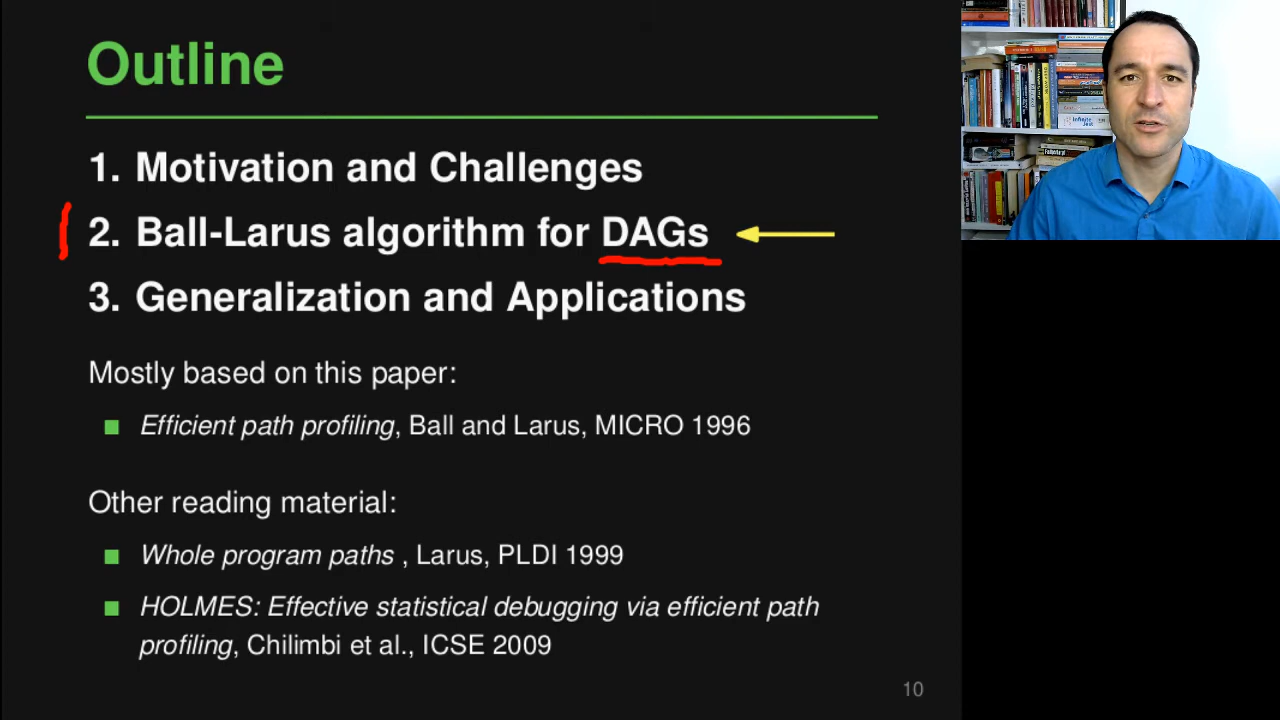 Outline
1. Motivation and Challenges
2. Ball-Larus algorithm for DAGs
3. Generalization and Applications
Mostly based on this paper:
■ Efficient path profiling, Ball and Larus, MICRO 1996
Other reading material:
■ Whole program paths , Larus, PLDI 1999
■ HOLMES: Effective statistical debugging via efficient path
profiling, Chilimbi et al., ICSE 2009
10
Infinite
Jest